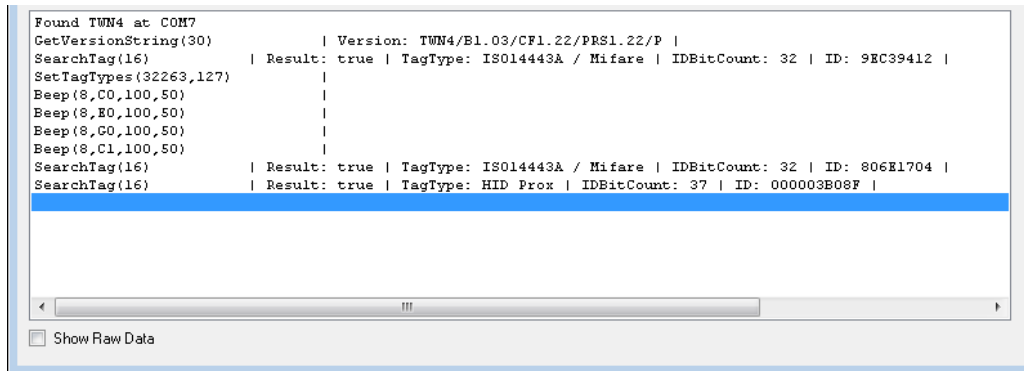 Found TWN4 at COM7
GetVersionString(30) | Version: TWN4/B1.03/CF1.22/PRS1.22/P |
SearchTag(16) | Result: true | TagType: ISO14443A / Mifare | IDBitCount: 32 | ID: 9EC39412 |
SetTagTypes(32263,127) |
Beep(8,C0,100,50) |
Beep(8,E0,100,50) |
Beep(8,G0,100,50) |
Beep(8,C1,100,50) |
SearchTag(16) | Result: true | TagType: ISO14443A / Mifare | IDBitCount: 32 | ID: 806E1704 |
SearchTag(16) | Result: true | TagType: HID Prox | IDBitCount: 37 | ID: 000003B08F |
Show Raw Data